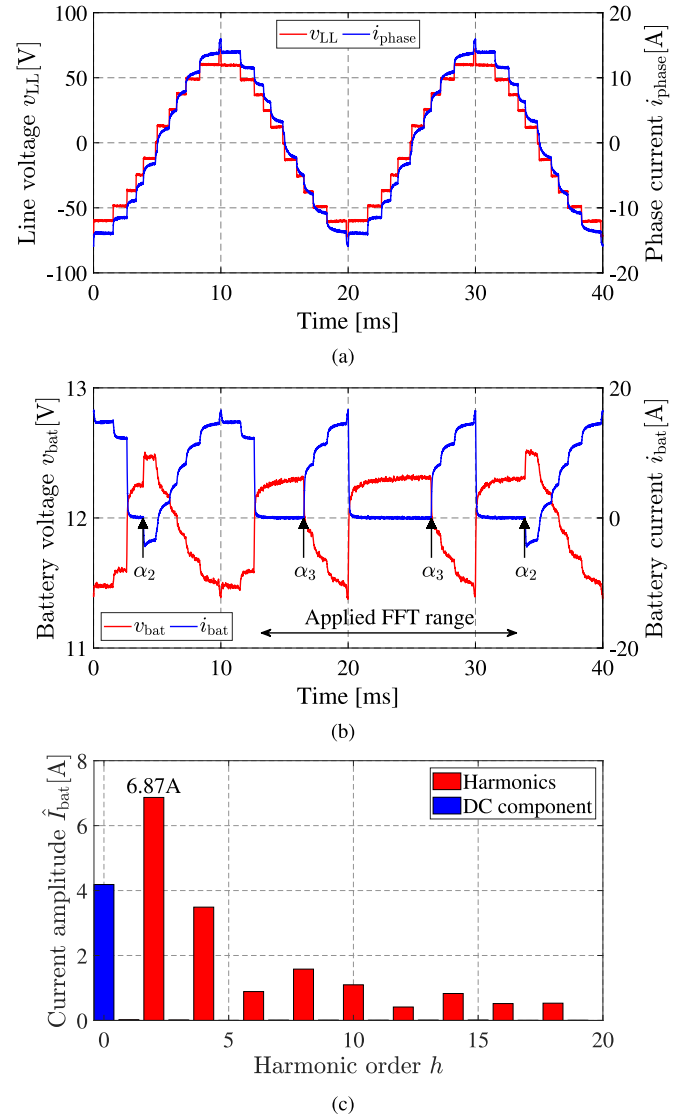 100
50
0
-50
-100
Line voltage v_LL[V]
v_LL i_phase
20
10
0
-10
-20
Phase current i_phase[A]
0 10 20 30 40
Time [ms]
(a)
13
12
11
Battery voltage v_bat[V]
α2 α3 α3 α2
v_bat i_bat
Applied FFT range
20
0
-20
Battery current i_bat[A]
0 10 20 30 40
Time [ms]
(b)
8
6
4
2
0
Current amplitude Î_bat[A]
6.87A
Harmonics
DC component
0 5 10 15 20
Harmonic order h
(c)